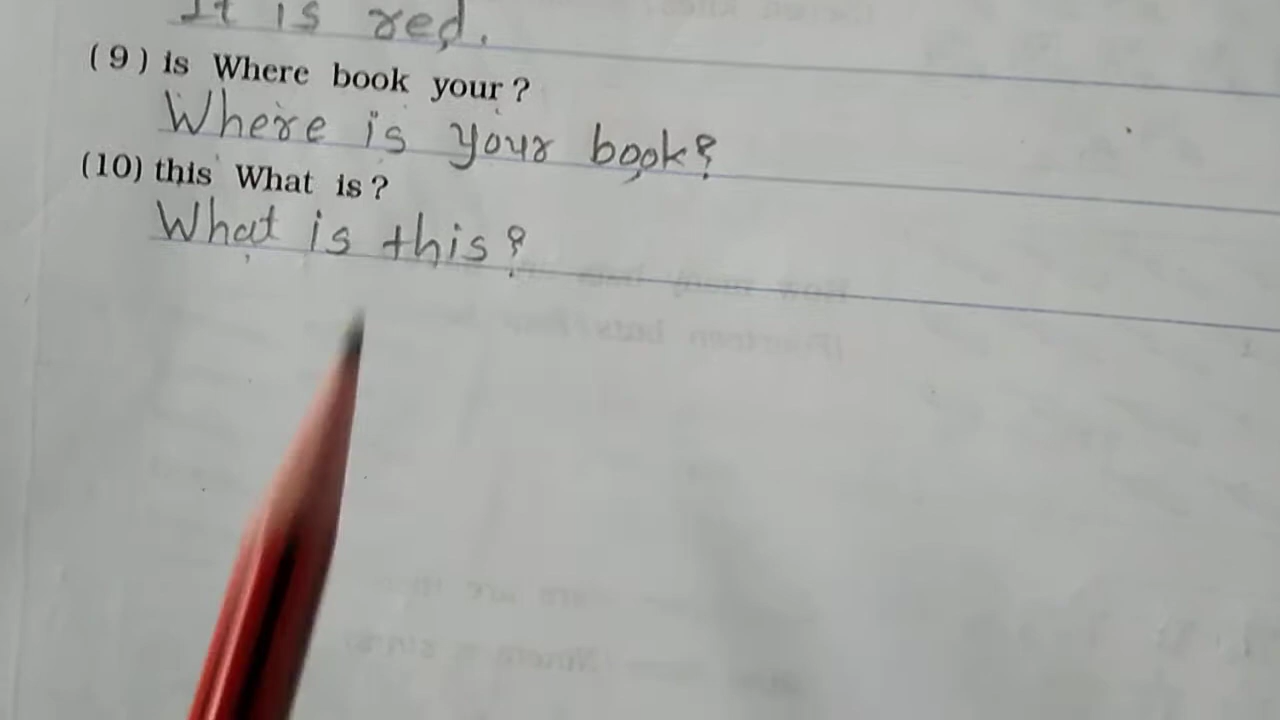 It is red.
(9) is Where book your?
Where is your book?
(10) this What is?
What is this?